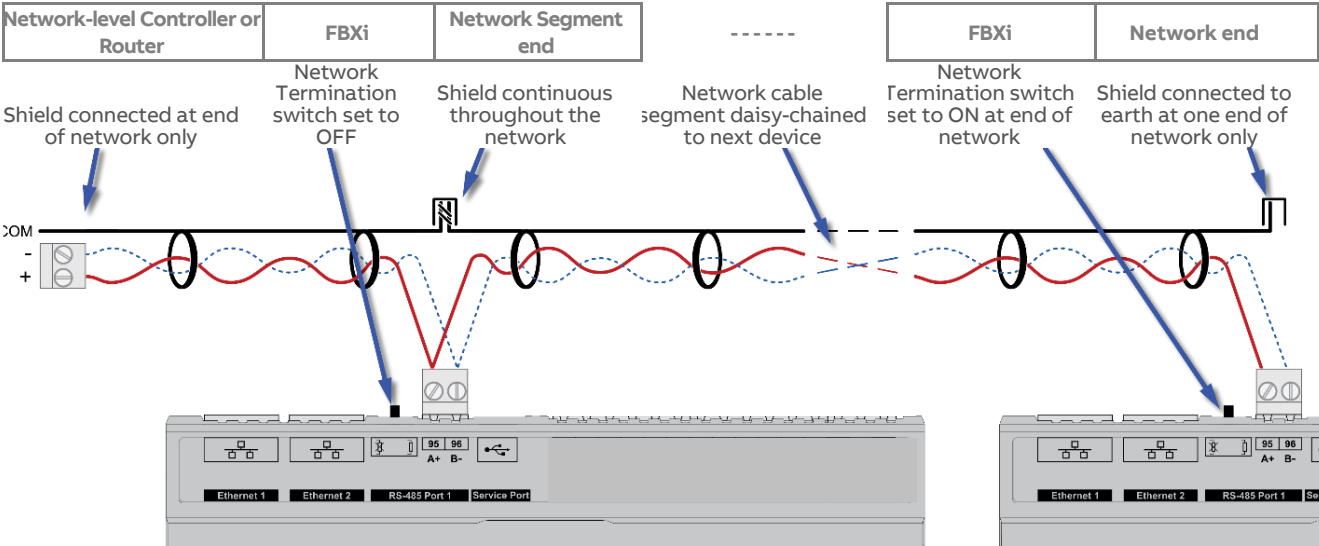 Network-level Controller or
Router
FBXi
Network Segment
end
------
FBXi
Network end
Shield connected at end
of network only
Network
Termination
switch set to
OFF
Shield continuous
throughout the
network
Network cable
segment daisy-chained
to next device
Network
Termination switch
set to ON at end of
network
Shield connected to
earth at one end of
network only
COM
-
+
95 96
A+ B-
Ethernet 1
Ethernet 2
RS-485 Port 1
Service Port
95 96
A+ B-
Ethernet 1
Ethernet 2
RS-485 Port 1
Se